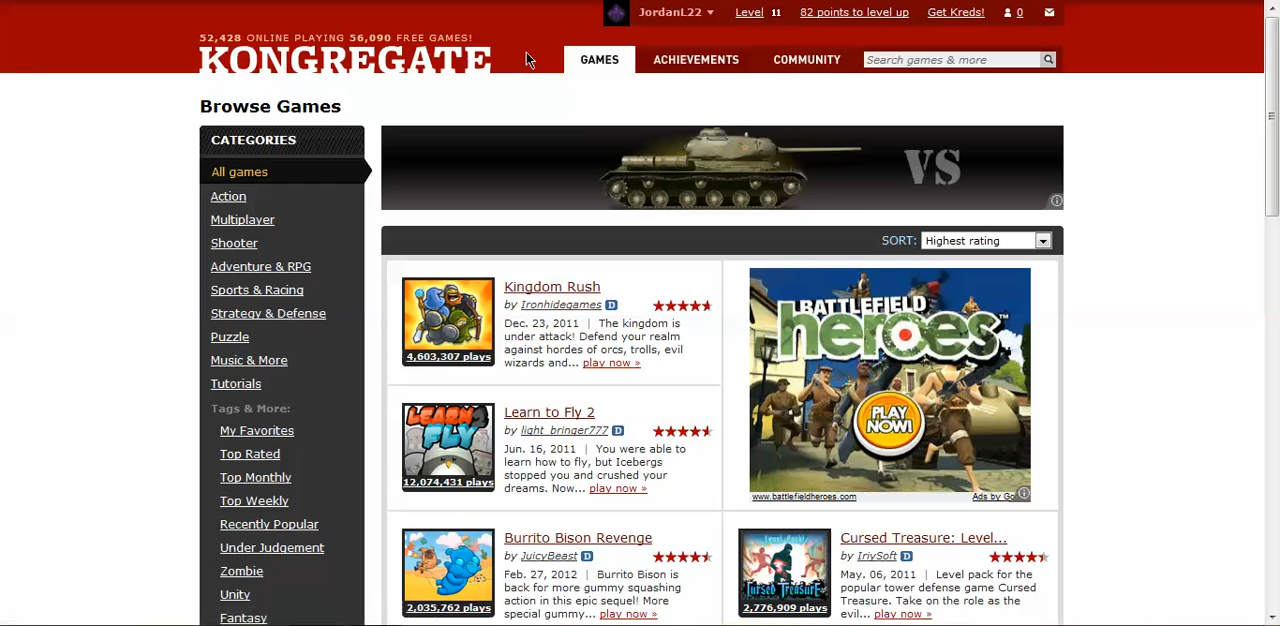 JordanL22 Level 11 82 points to level up Get Kreds! 0
52,428 ONLINE PLAYING 56,090 FREE GAMES!
KONGREGATE
GAMES ACHIEVEMENTS COMMUNITY Search games & more
Browse Games
CATEGORIES
All games
Action
Multiplayer
Shooter
Adventure & RPG
Sports & Racing
Strategy & Defense
Puzzle
Music & More
Tutorials
Tags & More:
My Favorites
Top Rated
Top Monthly
Top Weekly
Recently Popular
Under Judgement
Zombie
Unity
Fantasy
VS
SORT: Highest rating
Kingdom Rush
by Ironhidegames D
Dec. 23, 2011 | The kingdom is
under attack! Defend your realm
against hordes of orcs, trolls, evil
wizards and... play now »
4,603,307 plays
BATTLEFIELD
heroes™
PLAY
NOW!
www.battlefieldheroes.com Ads by Go
LEARN
FLY
Learn to Fly 2
by light_bringer777 D
Jun. 16, 2011 | You were able to
learn how to fly, but Icebergs
stopped you and crushed your
dreams. Now... play now »
12,074,431 plays
Burrito Bison Revenge
by JuicyBeast D
Feb. 27, 2012 | Burrito Bison is
back for more gummy squashing
action in this epic sequel! More
special gummy... play now »
2,035,762 plays
Level Pack!
Cursed Treasure
Cursed Treasure: Level...
by IriySoft D
May. 06, 2011 | Level pack for the
popular tower defense game Cursed
Treasure. Take on the role as the
evil... play now »
2,776,909 plays